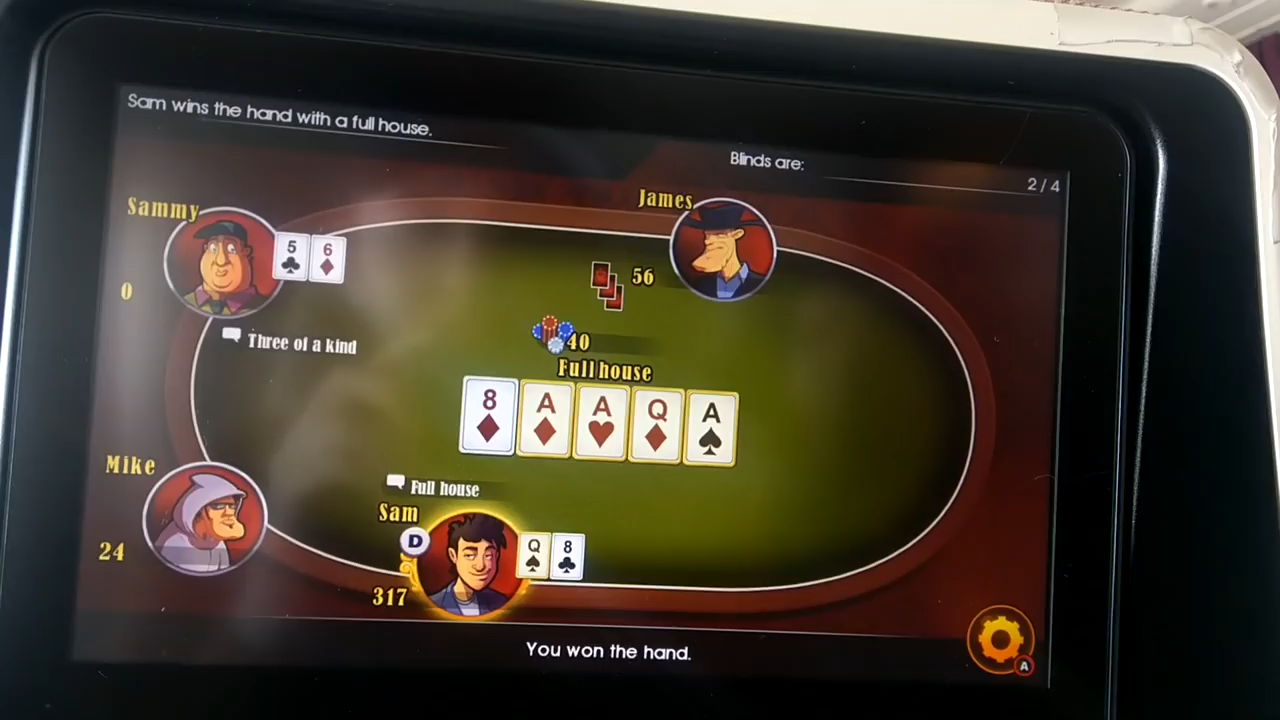 Sam wins the hand with a full house.
Blinds are:
2 / 4
Sammy
James
5
6
56
0
Three of a kind
40
Full house
8
A
A
Q
A
Mike
Full house
Sam
D
Q
8
24
317
You won the hand.
A